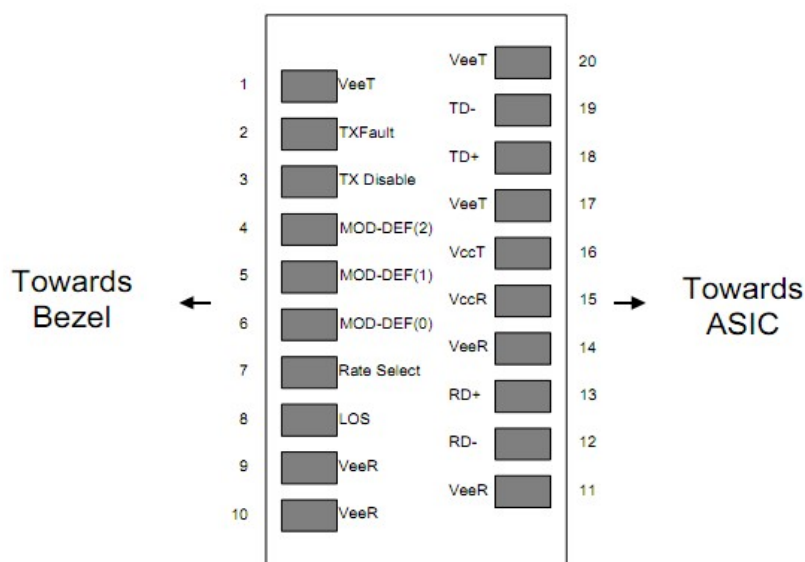 VeeT 20
1 VeeT
TD- 19
2 TXFault
TD+ 18
3 TX Disable
VeeT 17
4 MOD-DEF(2)
VccT 16
5 MOD-DEF(1)
VccR 15
6 MOD-DEF(0)
VeeR 14
7 Rate Select
RD+ 13
8 LOS
RD- 12
9 VeeR
VeeR 11
10 VeeR
Towards
Bezel
Towards
ASIC